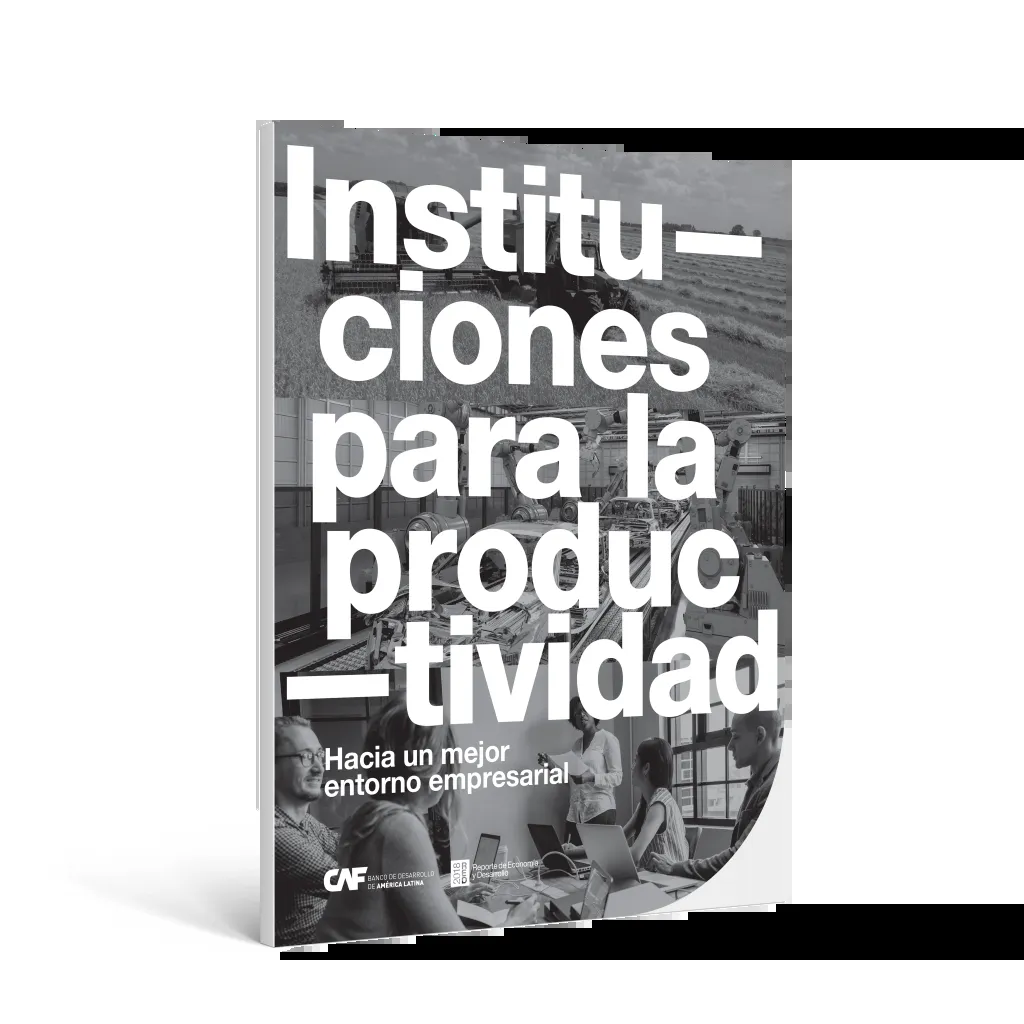 Institu—
ciones
para la
produc
—tividad
Hacia un mejor
entorno empresarial
CAF BANCO DE DESARROLLO
DE AMÉRICA LATINA
2018 RED Reporte de Economía
y Desarrollo